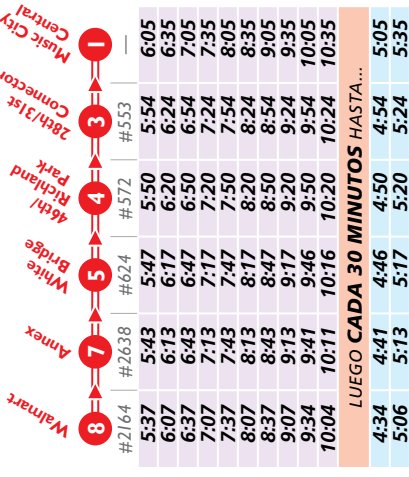 Walmart
Annex
White
Bridge
46th/
Richland
Park
28th/31st
Connector
Music City
Central
8 7 5 4 3 1
#2164 #2638 #624 #572 #553 —
5:37 5:43 5:47 5:50 5:54 6:05
6:07 6:13 6:17 6:20 6:24 6:35
6:37 6:43 6:47 6:50 6:54 7:05
7:07 7:13 7:17 7:20 7:24 7:35
7:37 7:43 7:47 7:50 7:54 8:05
8:07 8:13 8:17 8:20 8:24 8:35
8:37 8:43 8:47 8:50 8:54 9:05
9:07 9:13 9:17 9:20 9:24 9:35
9:34 9:41 9:46 9:50 9:54 10:05
10:04 10:11 10:16 10:20 10:24 10:35
LUEGO CADA 30 MINUTOS HASTA...
4:34 4:41 4:46 4:50 4:54 5:05
5:06 5:13 5:17 5:20 5:24 5:35